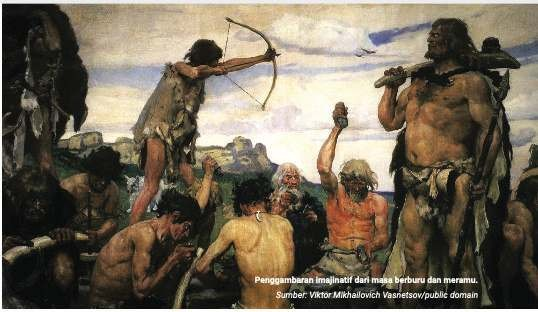 Penggambaran imajinatif dari masa berburu dan meramu.
Sumber: Viktor Mikhailovich Vasnetsov/public domain